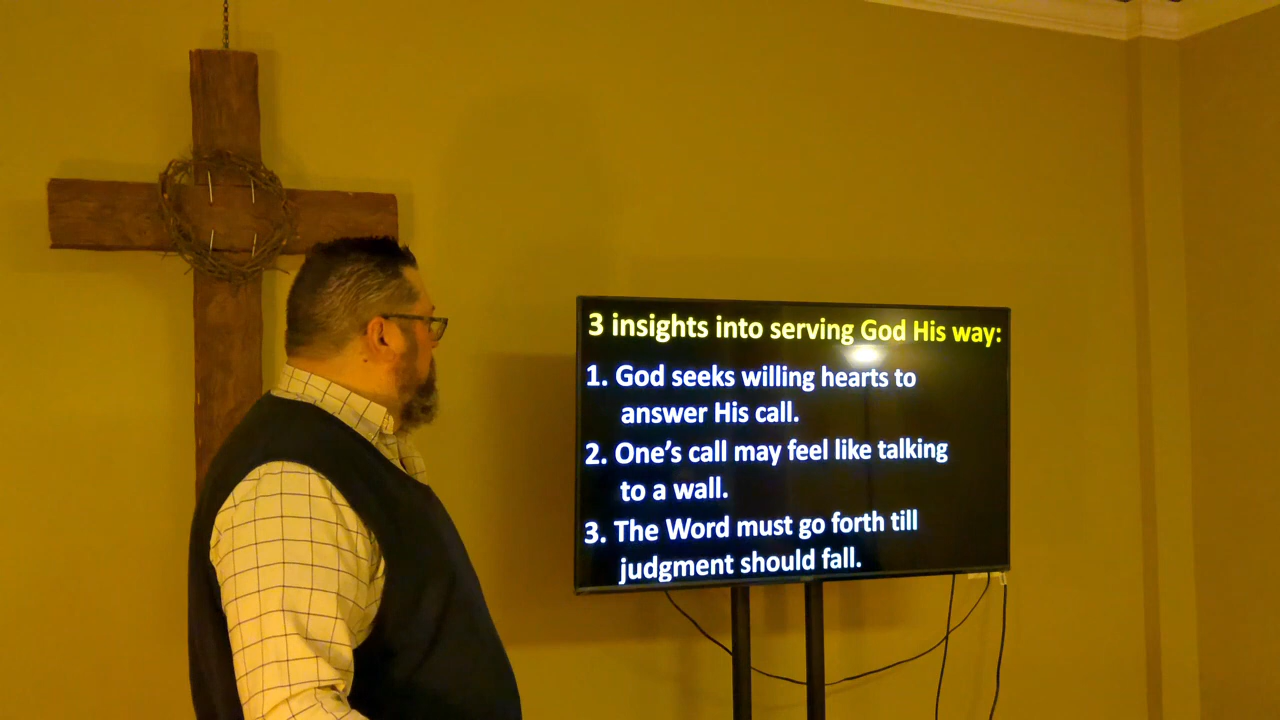 3 insights into serving God His way:
1. God seeks willing hearts to
answer His call.
2. One's call may feel like talking
to a wall.
3. The Word must go forth till
judgment should fall.